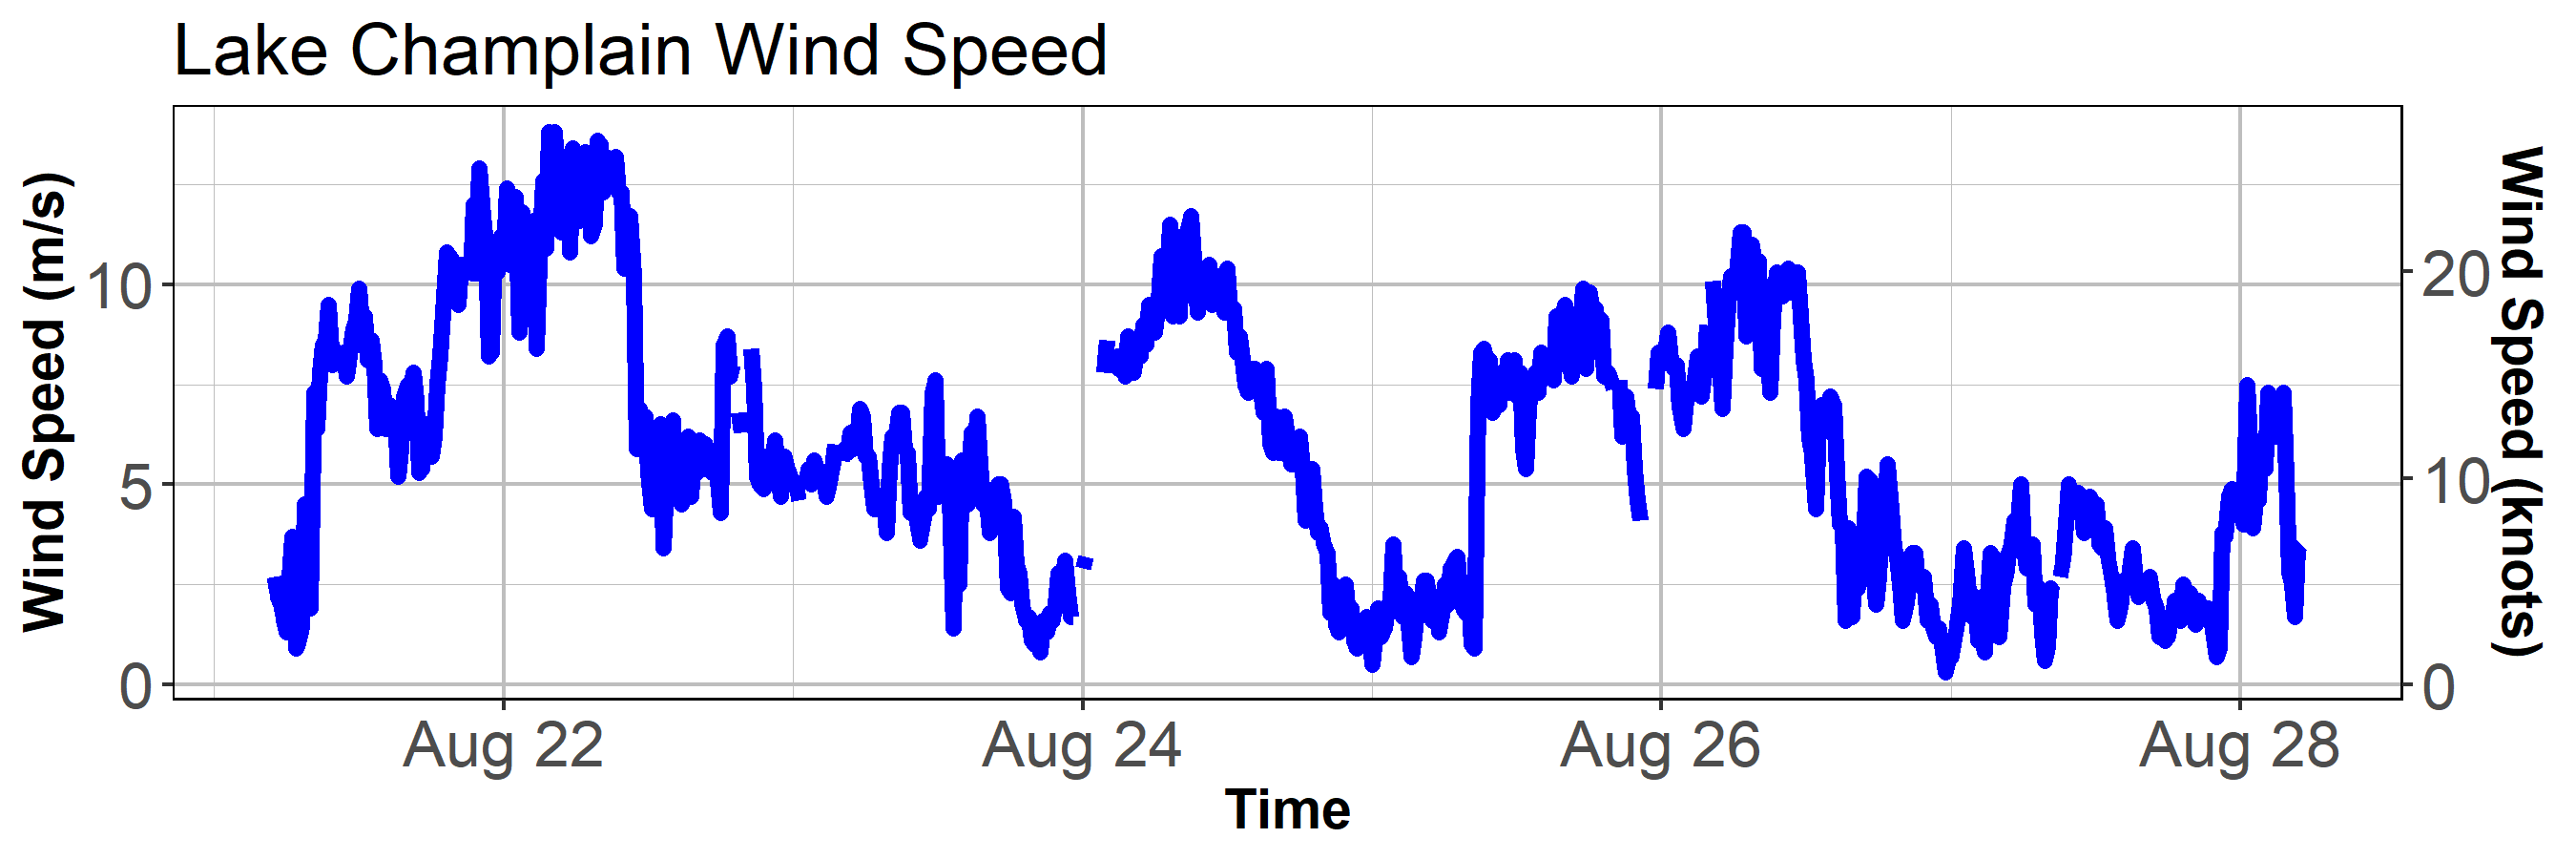 Lake Champlain Wind Speed
Wind Speed (m/s)
10
5
0
20
10
0
Wind Speed (knots)
Aug 22
Aug 24
Aug 26
Aug 28
Time